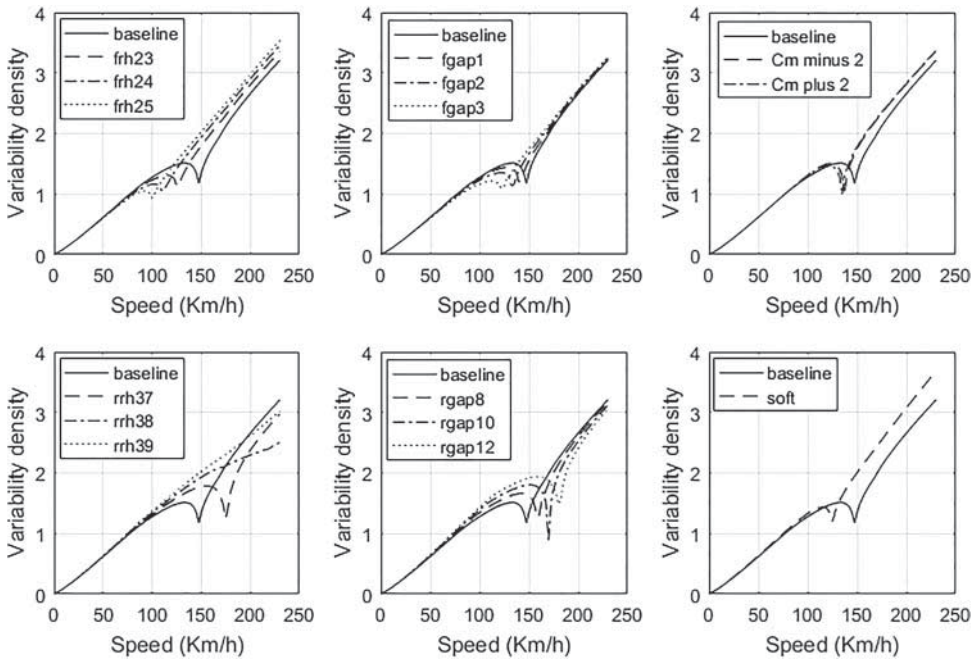 Variability density
4
3
2
1
0
baseline
frh23
frh24
frh25
0 50 100 150 200 250
Speed (Km/h)
Variability density
4
3
2
1
0
baseline
fgap1
fgap2
fgap3
0 50 100 150 200 250
Speed (Km/h)
Variability density
4
3
2
1
0
baseline
Cm minus 2
Cm plus 2
0 50 100 150 200 250
Speed (Km/h)
Variability density
4
3
2
1
0
baseline
rrh37
rrh38
rrh39
0 50 100 150 200 250
Speed (Km/h)
Variability density
4
3
2
1
0
baseline
rgap8
rgap10
rgap12
0 50 100 150 200 250
Speed (Km/h)
Variability density
4
3
2
1
0
baseline
soft
0 50 100 150 200 250
Speed (Km/h)